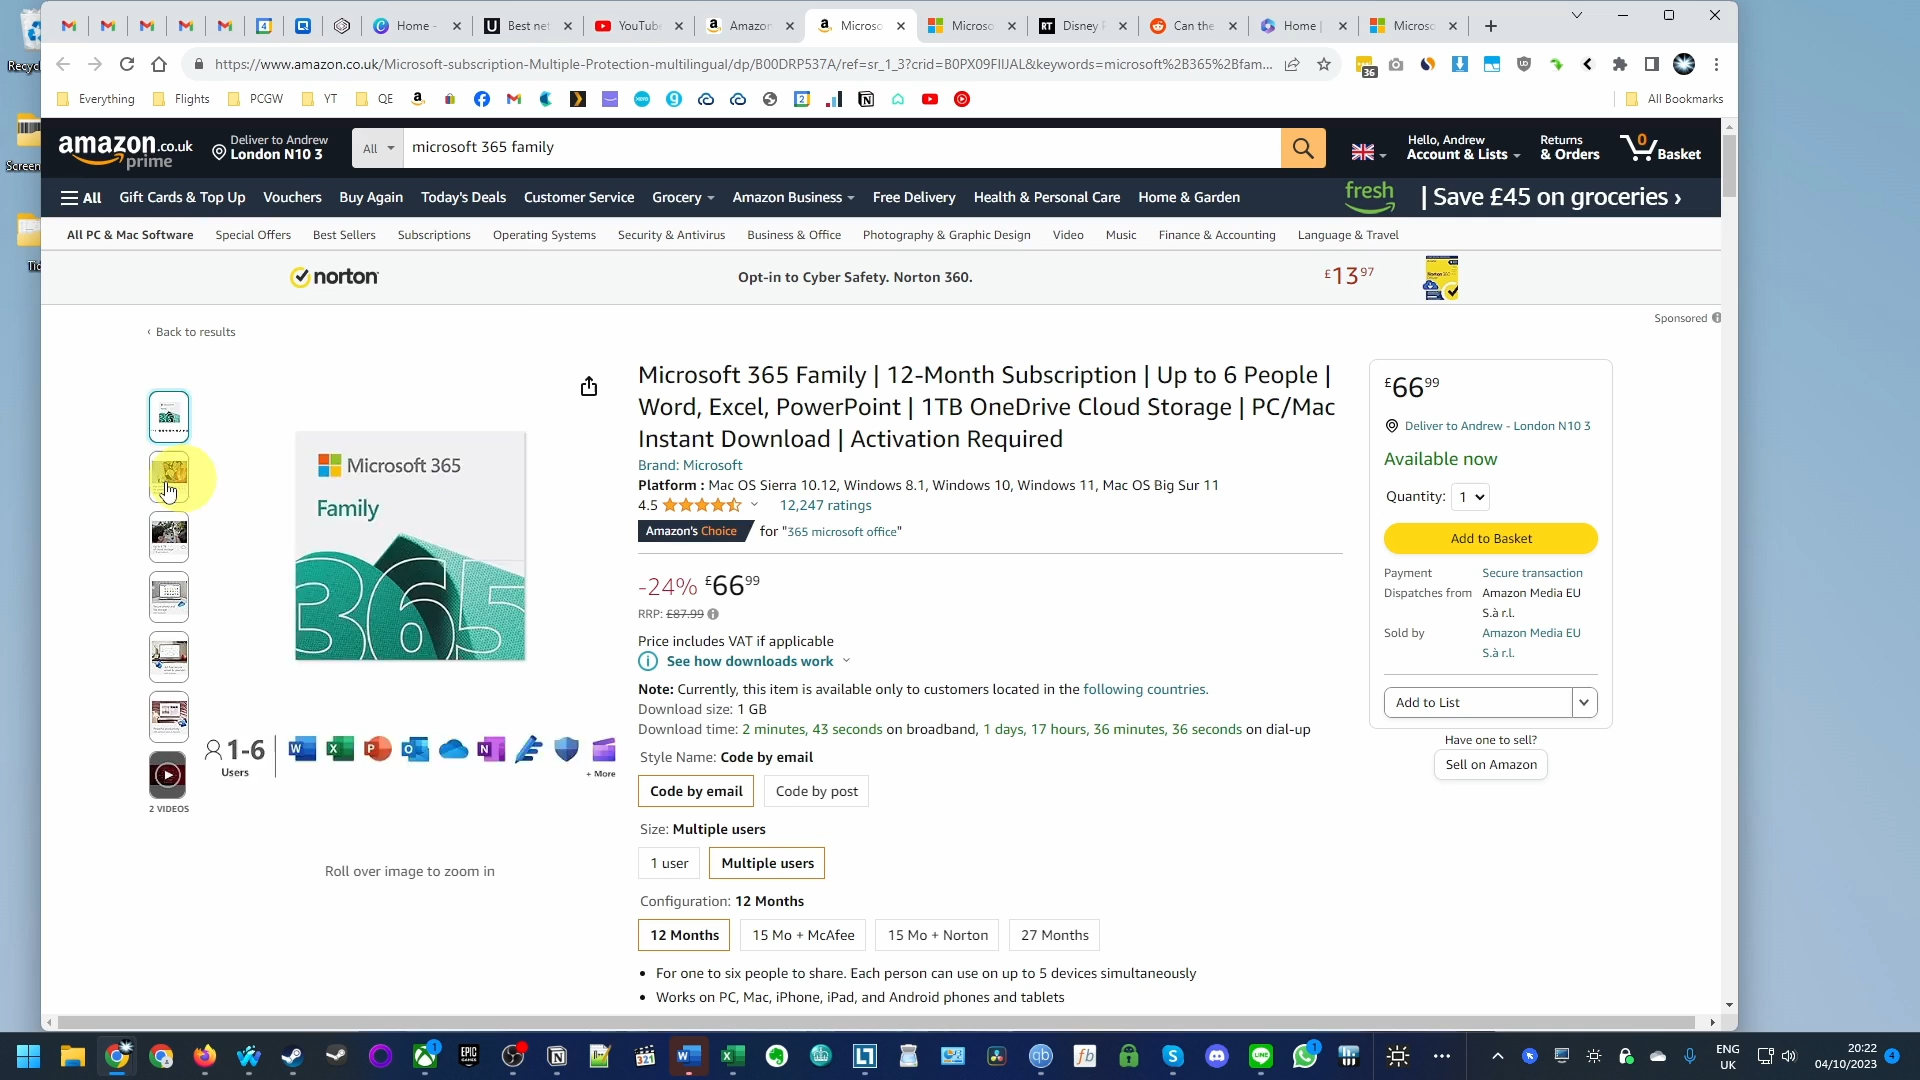 Recyc
Screen
Home -
Best net
YouTube
Amazon
Microso
Microso
Disney P
Can the
Home |
Microso
https://www.amazon.co.uk/Microsoft-subscription-Multiple-Protection-multilingual/dp/B00DRP537A/ref=sr_1_3?crid=B0PX09FIIJAL&keywords=microsoft%2B365%2Bfam...
36
Everything
Flights
PCGW
YT
QE
All Bookmarks
amazon.co.uk
prime
Deliver to Andrew
London N10 3
All
microsoft 365 family
Hello, Andrew
Account & Lists
Returns
& Orders
0
Basket
All
Gift Cards & Top Up
Vouchers
Buy Again
Today's Deals
Customer Service
Grocery
Amazon Business
Free Delivery
Health & Personal Care
Home & Garden
fresh
| Save £45 on groceries ›
All PC & Mac Software
Special Offers
Best Sellers
Subscriptions
Operating Systems
Security & Antivirus
Business & Office
Photography & Graphic Design
Video
Music
Finance & Accounting
Language & Travel
norton
Opt-in to Cyber Safety. Norton 360.
£13 97
Sponsored
‹ Back to results
Microsoft 365
Family
365
1-6
Users
+ More
2 VIDEOS
Roll over image to zoom in
Microsoft 365 Family | 12-Month Subscription | Up to 6 People |
Word, Excel, PowerPoint | 1TB OneDrive Cloud Storage | PC/Mac
Instant Download | Activation Required
Brand: Microsoft
Platform : Mac OS Sierra 10.12, Windows 8.1, Windows 10, Windows 11, Mac OS Big Sur 11
4.5
12,247 ratings
Amazon's Choice for "365 microsoft office"
-24% £66 99
RRP: £87.99
Price includes VAT if applicable
See how downloads work
Note: Currently, this item is available only to customers located in the following countries.
Download size: 1 GB
Download time: 2 minutes, 43 seconds on broadband, 1 days, 17 hours, 36 minutes, 36 seconds on dial-up
Style Name: Code by email
Code by email
Code by post
Size: Multiple users
1 user
Multiple users
Configuration: 12 Months
12 Months
15 Mo + McAfee
15 Mo + Norton
27 Months
• For one to six people to share. Each person can use on up to 5 devices simultaneously
• Works on PC, Mac, iPhone, iPad, and Android phones and tablets
£66 99
Deliver to Andrew - London N10 3
Available now
Quantity: 1
Add to Basket
Payment
Secure transaction
Dispatches from
Amazon Media EU
S.à r.l.
Sold by
Amazon Media EU
S.à r.l.
Add to List
Have one to sell?
Sell on Amazon
ENG
UK
20:22
04/10/2023
4